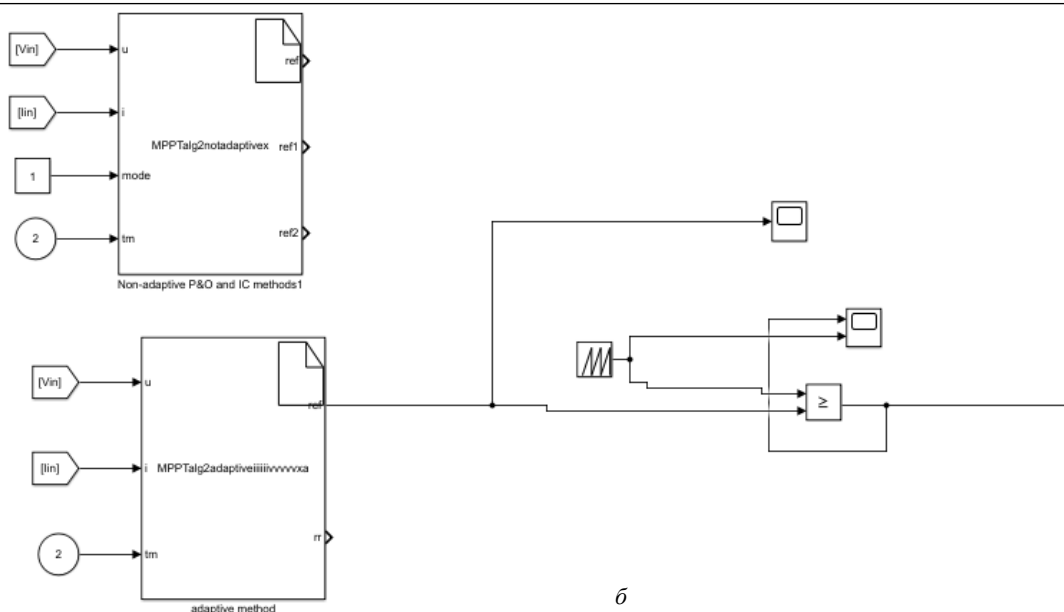 [Vin]
u
ref
[Iin]
i
MPPTalg2notadaptivex
ref1
1
mode
2
tm
ref2
Non-adaptive P&O and IC methods1
[Vin]
u
ref
≥
[Iin]
i
MPPTalg2adaptiveiiiiiivvvvvxa
rr
2
tm
adaptive method
б